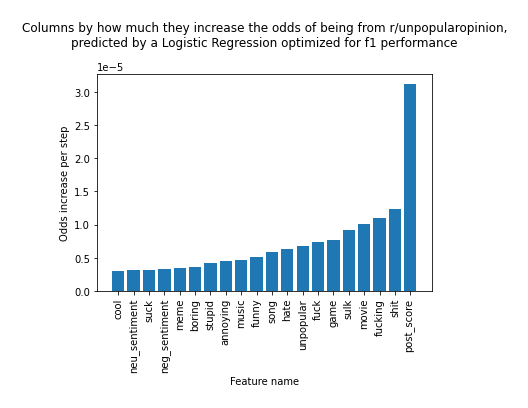 Columns by how much they increase the odds of being from r/unpopularopinion,
predicted by a Logistic Regression optimized for f1 performance
1e−5
3.0
2.5
2.0
1.5
1.0
0.5
0.0
Odds increase per step
cool
neu_sentiment
suck
neg_sentiment
meme
boring
stupid
annoying
music
funny
song
hate
unpopular
fuck
game
sulk
movie
fucking
shit
post_score
Feature name